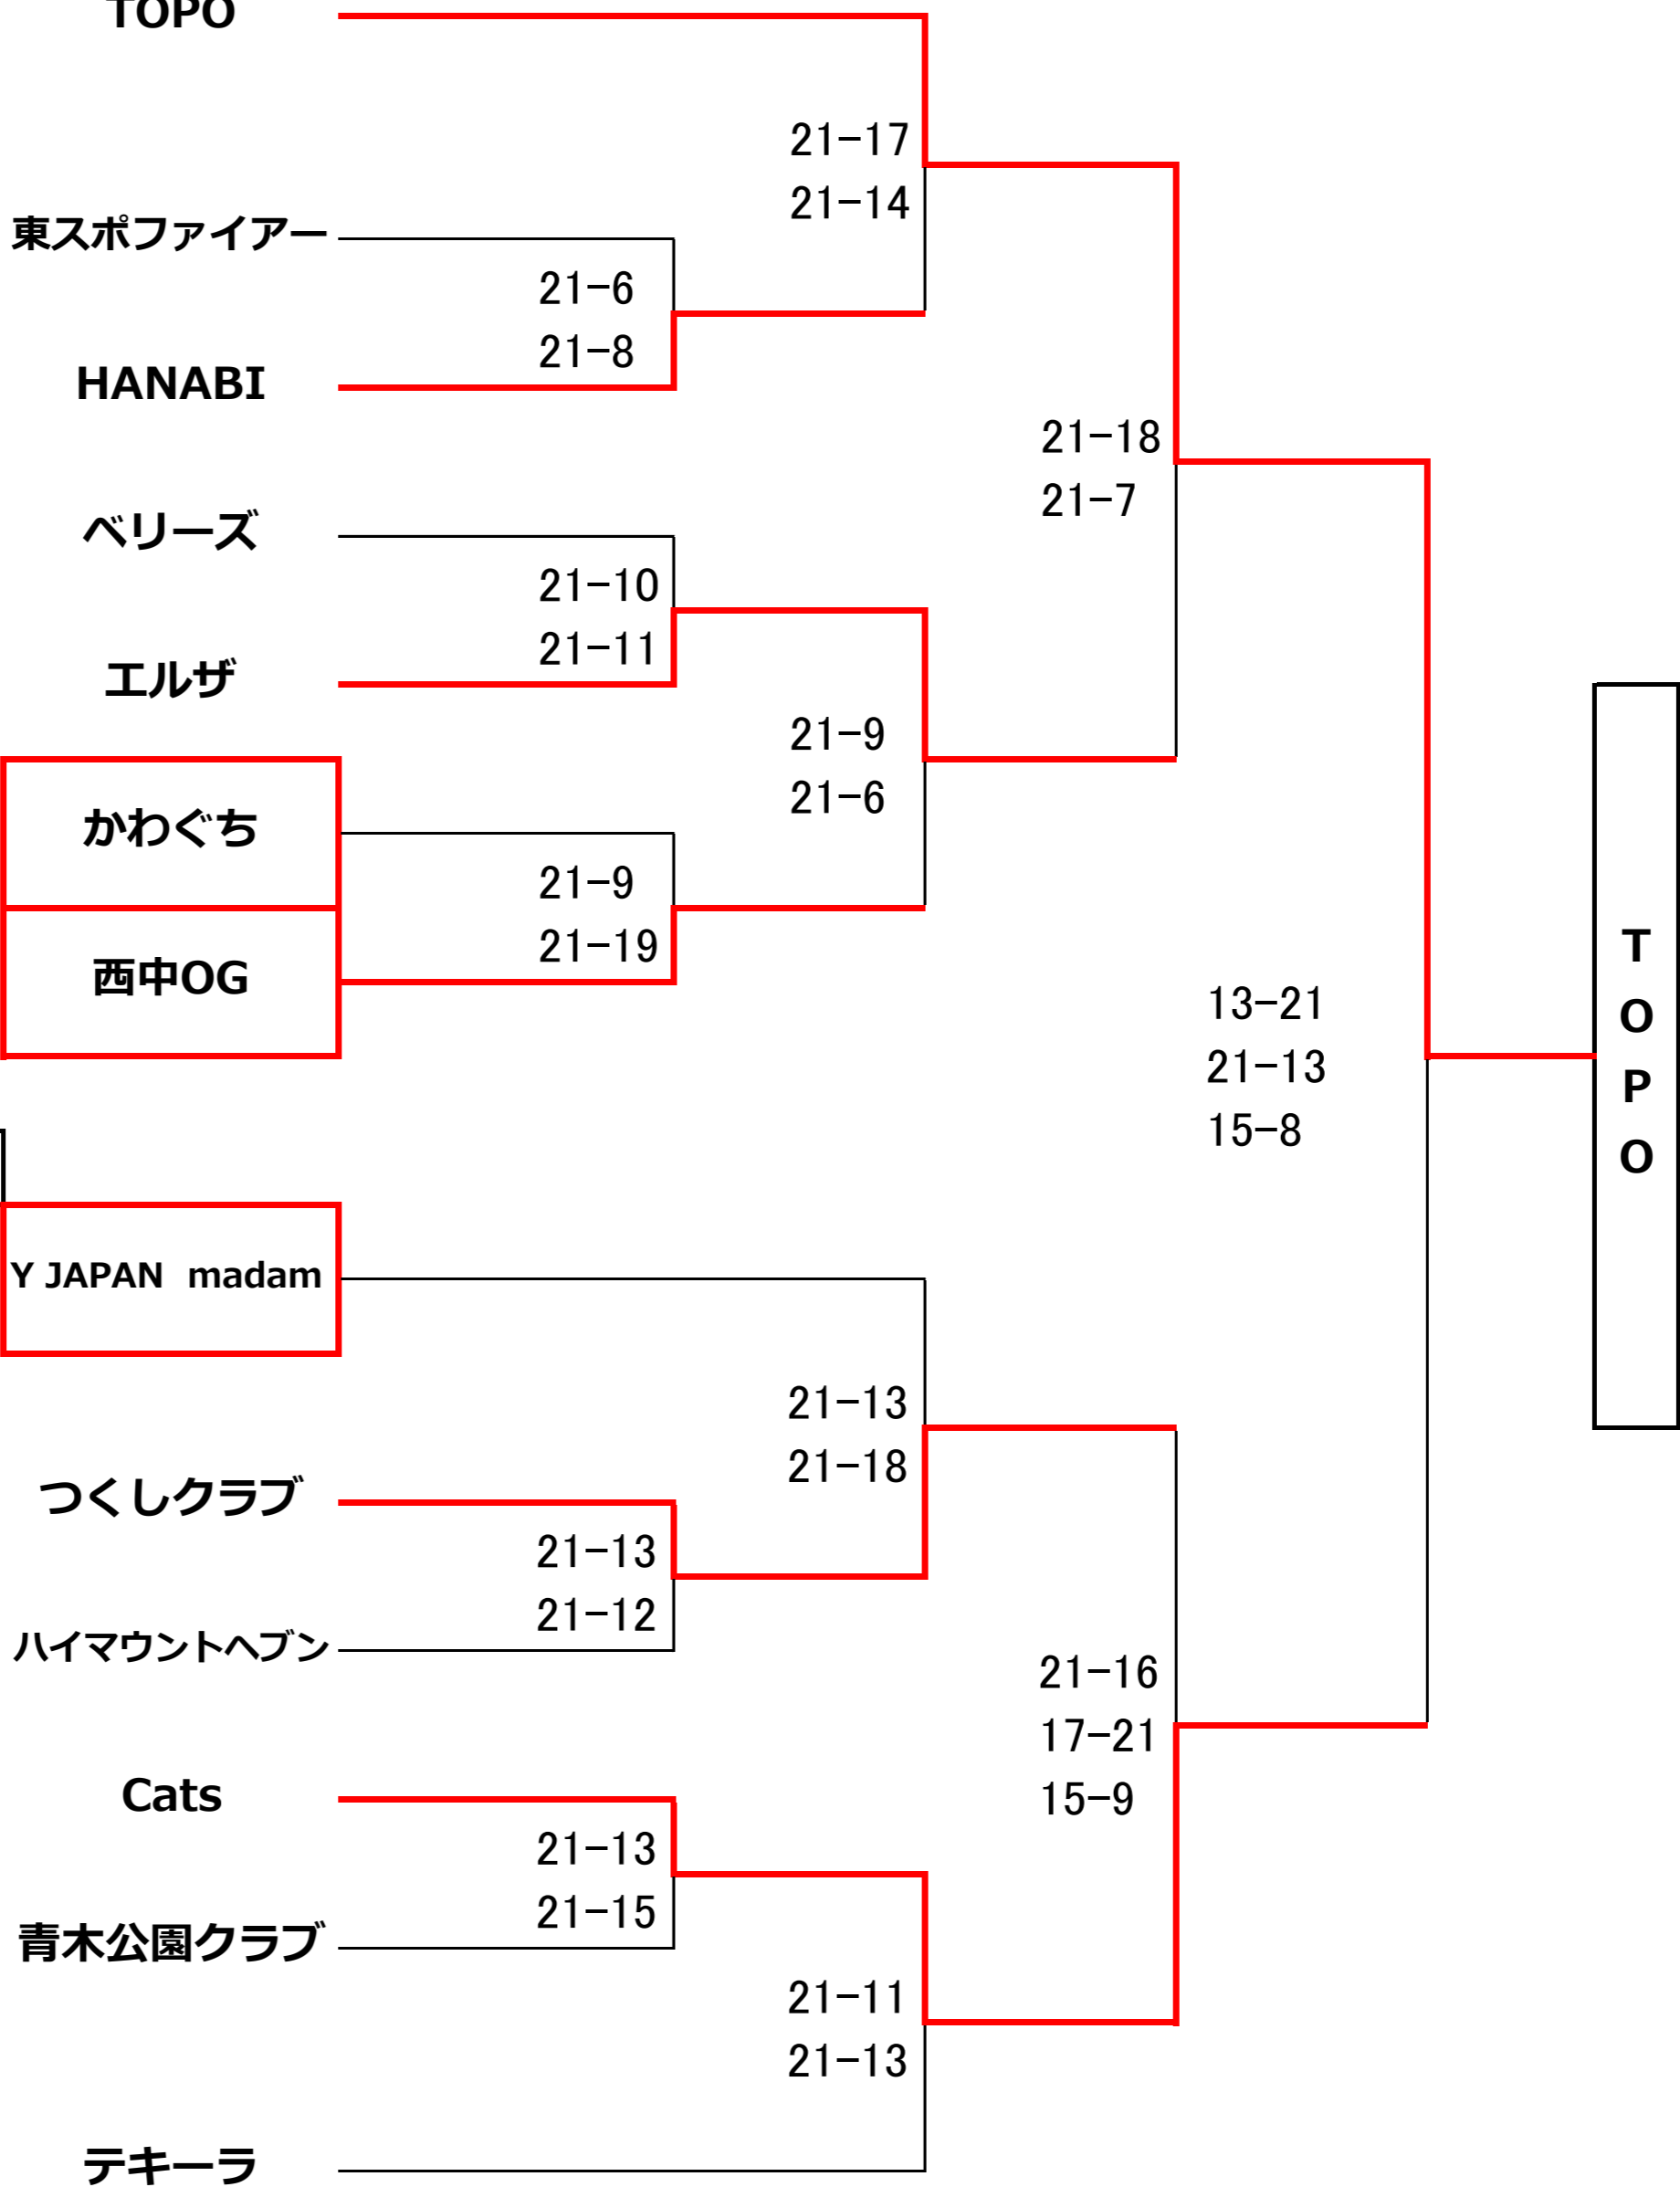 TOPO
21-17
21-14
東スポファイアー
21-6
21-8
HANABI
21-18
21-7
ベリーズ
21-10
21-11
エルザ
21-9
21-6
かわぐち
21-9
21-19
西中OG
13-21
21-13
15-8
TOPO
Y JAPAN madam
21-13
21-18
つくしクラブ
21-13
21-12
ハイマウントヘブン
21-16
17-21
15-9
Cats
21-13
21-15
青木公園クラブ
21-11
21-13
テキーラ